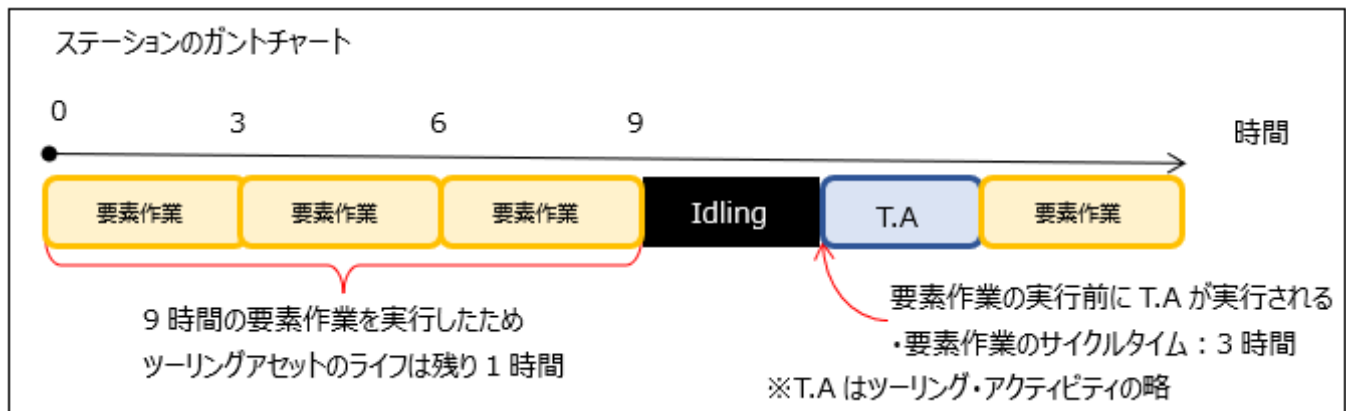 ステーションのガントチャート
0
3
6
9
時間
要素作業
要素作業
要素作業
Idling
T.A
要素作業
9 時間の要素作業を実行したため
ツーリングアセットのライフは残り 1 時間
要素作業の実行前に T.A が実行される
・要素作業のサイクルタイム：3 時間
※T.A はツーリング・アクティビティの略